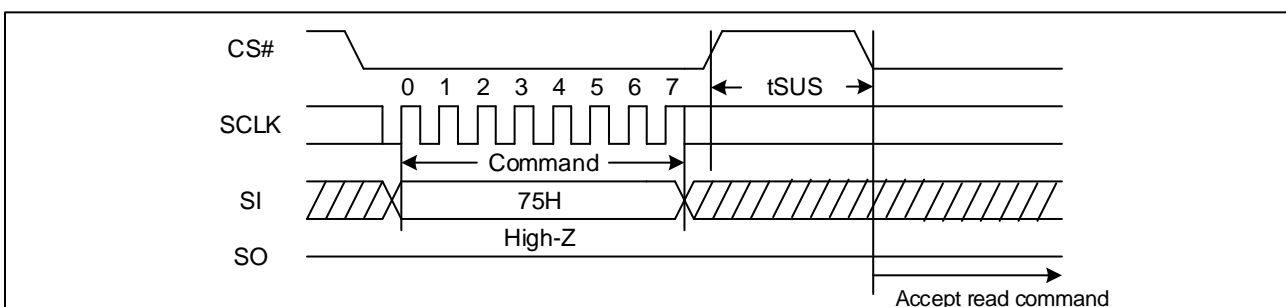 CS#
0 1 2 3 4 5 6 7
tSUS
SCLK
Command
SI
75H
High-Z
SO
Accept read command